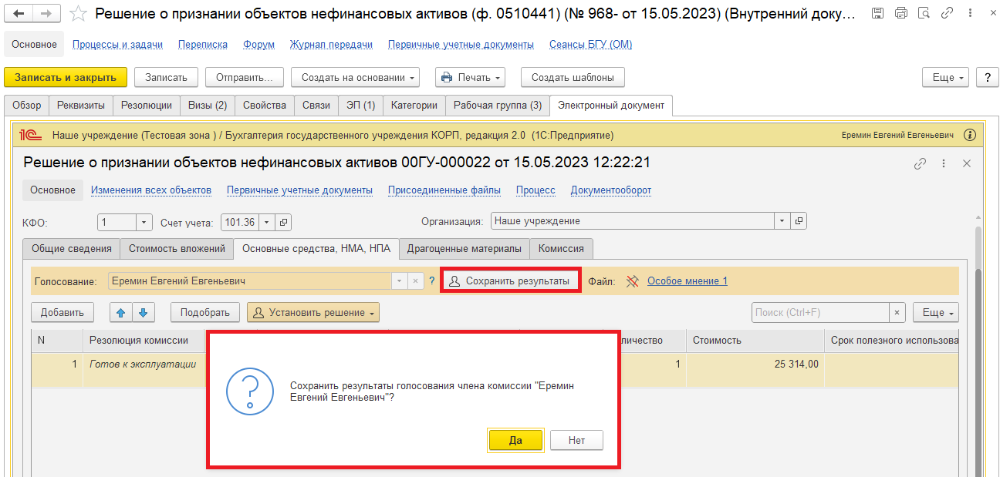 Решение о признании объектов нефинансовых активов (ф. 0510441) (№ 968- от 15.05.2023) (Внутренний доку...
Основное Процессы и задачи Переписка Форум Журнал передачи Первичные учетные документы Сеансы БГУ (ОМ)
Записать и закрыть Записать Отправить... Создать на основании Печать Создать шаблоны Еще ?
Обзор Реквизиты Резолюции Визы (2) Свойства Связи ЭП (1) Категории Рабочая группа (3) Электронный документ
1С Наше учреждение (Тестовая зона ) / Бухгалтерия государственного учреждения КОРП, редакция 2.0 (1С:Предприятие) Еремин Евгений Евгеньевич i
Решение о признании объектов нефинансовых активов 00ГУ-000022 от 15.05.2023 12:22:21
Основное Изменения всех объектов Первичные учетные документы Присоединенные файлы Процесс Документооборот
КФО: 1 Счет учета: 101.36 Организация: Наше учреждение
Общие сведения Стоимость вложений Основные средства, НМА, НПА Драгоценные материалы Комиссия
Голосование: Еремин Евгений Евгеньевич × ? Сохранить результаты Файл: Особое мнение 1
Добавить Подобрать Установить решение Поиск (Ctrl+F) × Еще
N Резолюция комиссии личество Стоимость Срок полезного использова
1 Готов к эксплуатации 1 25 314,00
Сохранить результаты голосования члена комиссии "Еремин
Евгений Евгеньевич"?
Да Нет